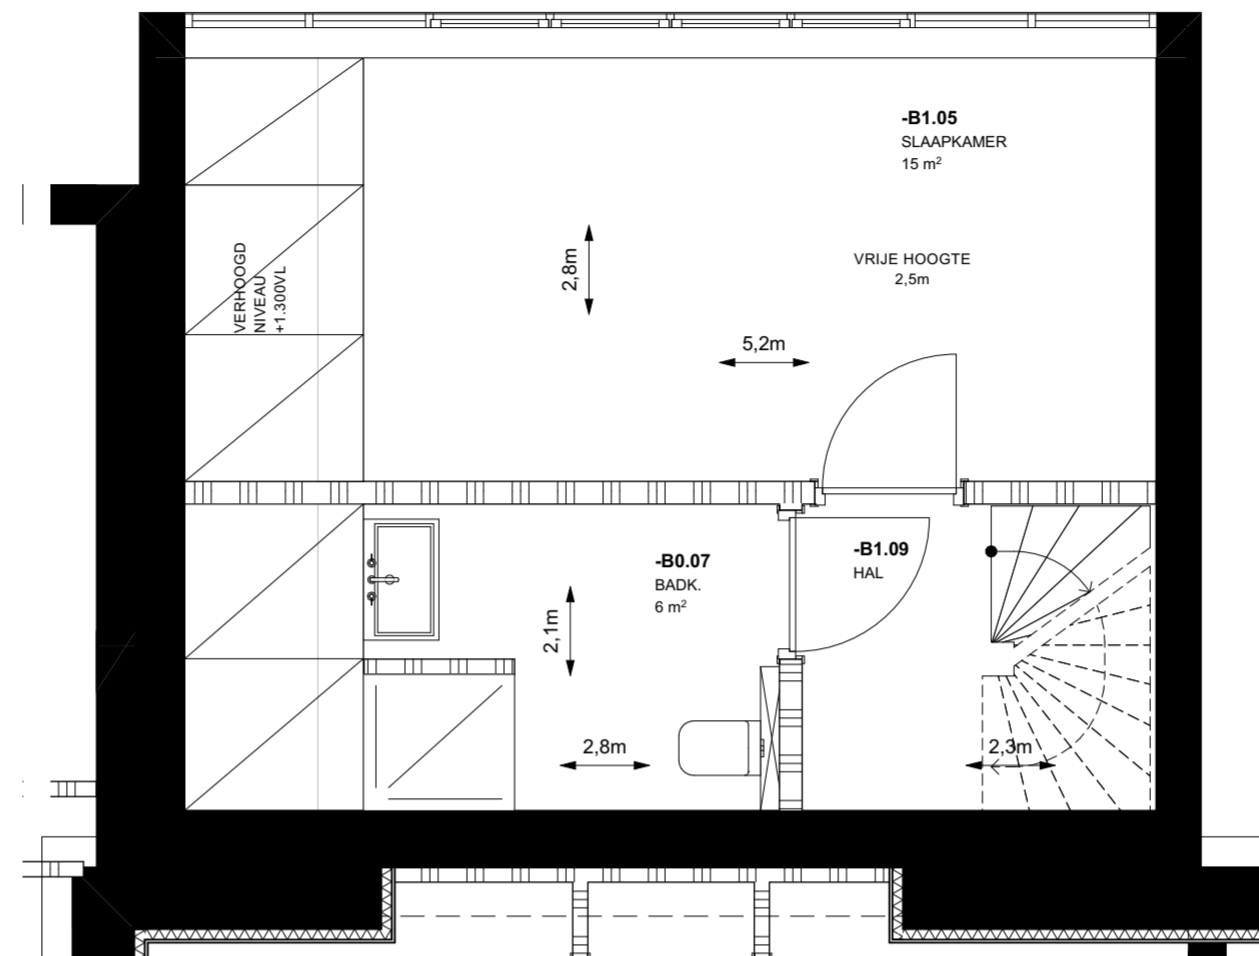 -B1.05
SLAAPKAMER
15 m²
VERHOOGD
NIVEAU
+1.300VL
2,8m
VRIJE HOOGTE
2,5m
5,2m
-B0.07
BADK.
6 m²
-B1.09
HAL
2,1m
2,8m
2,3m